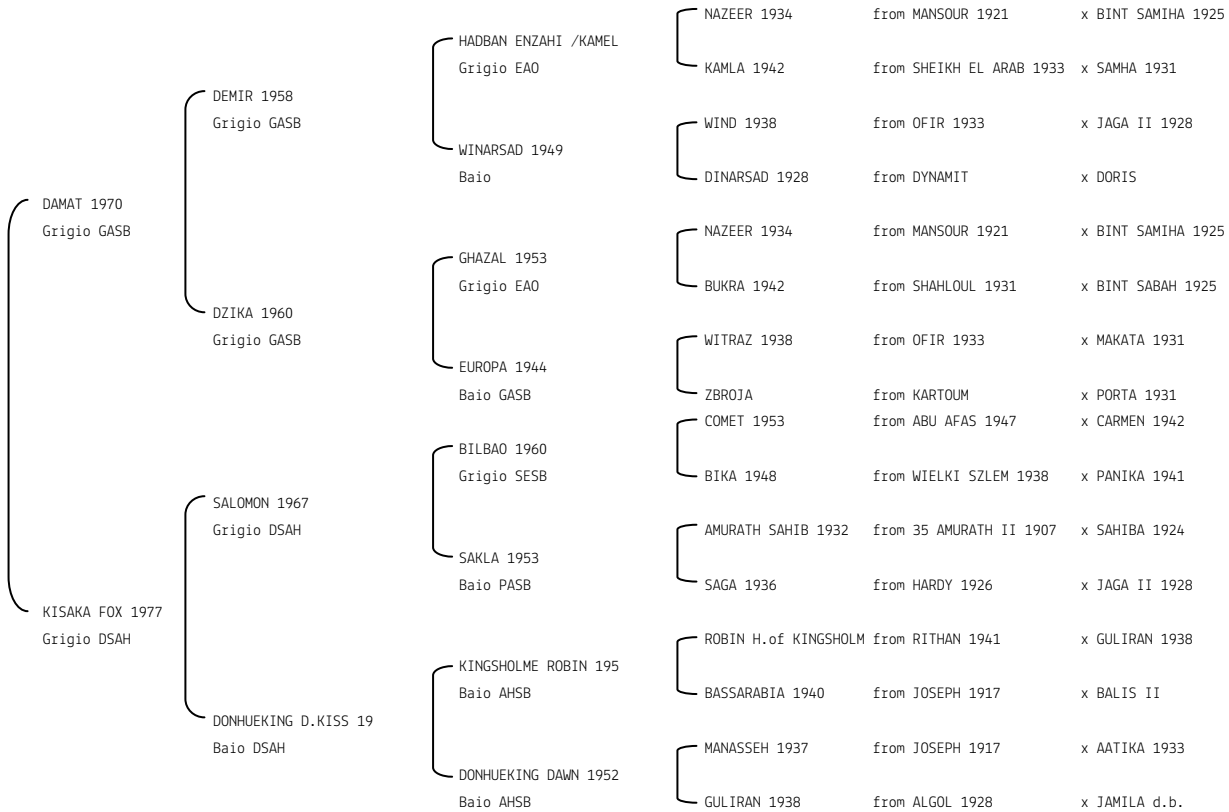 NAZEER 1934 from MANSOUR 1921 x BINT SAMIHA 1925
HADBAN ENZAHI /KAMEL
Grigio EAO
KAMLA 1942 from SHEIKH EL ARAB 1933 x SAMHA 1931
DEMIR 1958
Grigio GASB
WIND 1938 from OFIR 1933 x JAGA II 1928
WINARSAD 1949
Baio
DINARSAD 1928 from DYNAMIT x DORIS
DAMAT 1970
Grigio GASB
NAZEER 1934 from MANSOUR 1921 x BINT SAMIHA 1925
GHAZAL 1953
Grigio EAO
BUKRA 1942 from SHAHLOUL 1931 x BINT SABAH 1925
DZIKA 1960
Grigio GASB
WITRAZ 1938 from OFIR 1933 x MAKATA 1931
EUROPA 1944
Baio GASB
ZBROJA from KARTOUM x PORTA 1931
COMET 1953 from ABU AFAS 1947 x CARMEN 1942
BILBAO 1960
Grigio SESB
BIKA 1948 from WIELKI SZLEM 1938 x PANIKA 1941
SALOMON 1967
Grigio DSAH
AMURATH SAHIB 1932 from 35 AMURATH II 1907 x SAHIBA 1924
SAKLA 1953
Baio PASB
SAGA 1936 from HARDY 1926 x JAGA II 1928
KISAKA FOX 1977
Grigio DSAH
ROBIN H.of KINGSHOLM from RITHAN 1941 x GULIRAN 1938
KINGSHOLME ROBIN 195
Baio AHSB
BASSARABIA 1940 from JOSEPH 1917 x BALIS II
DONHUEKING D.KISS 19
Baio DSAH
MANASSEH 1937 from JOSEPH 1917 x AATIKA 1933
DONHUEKING DAWN 1952
Baio AHSB
GULIRAN 1938 from ALGOL 1928 x JAMILA d.b.